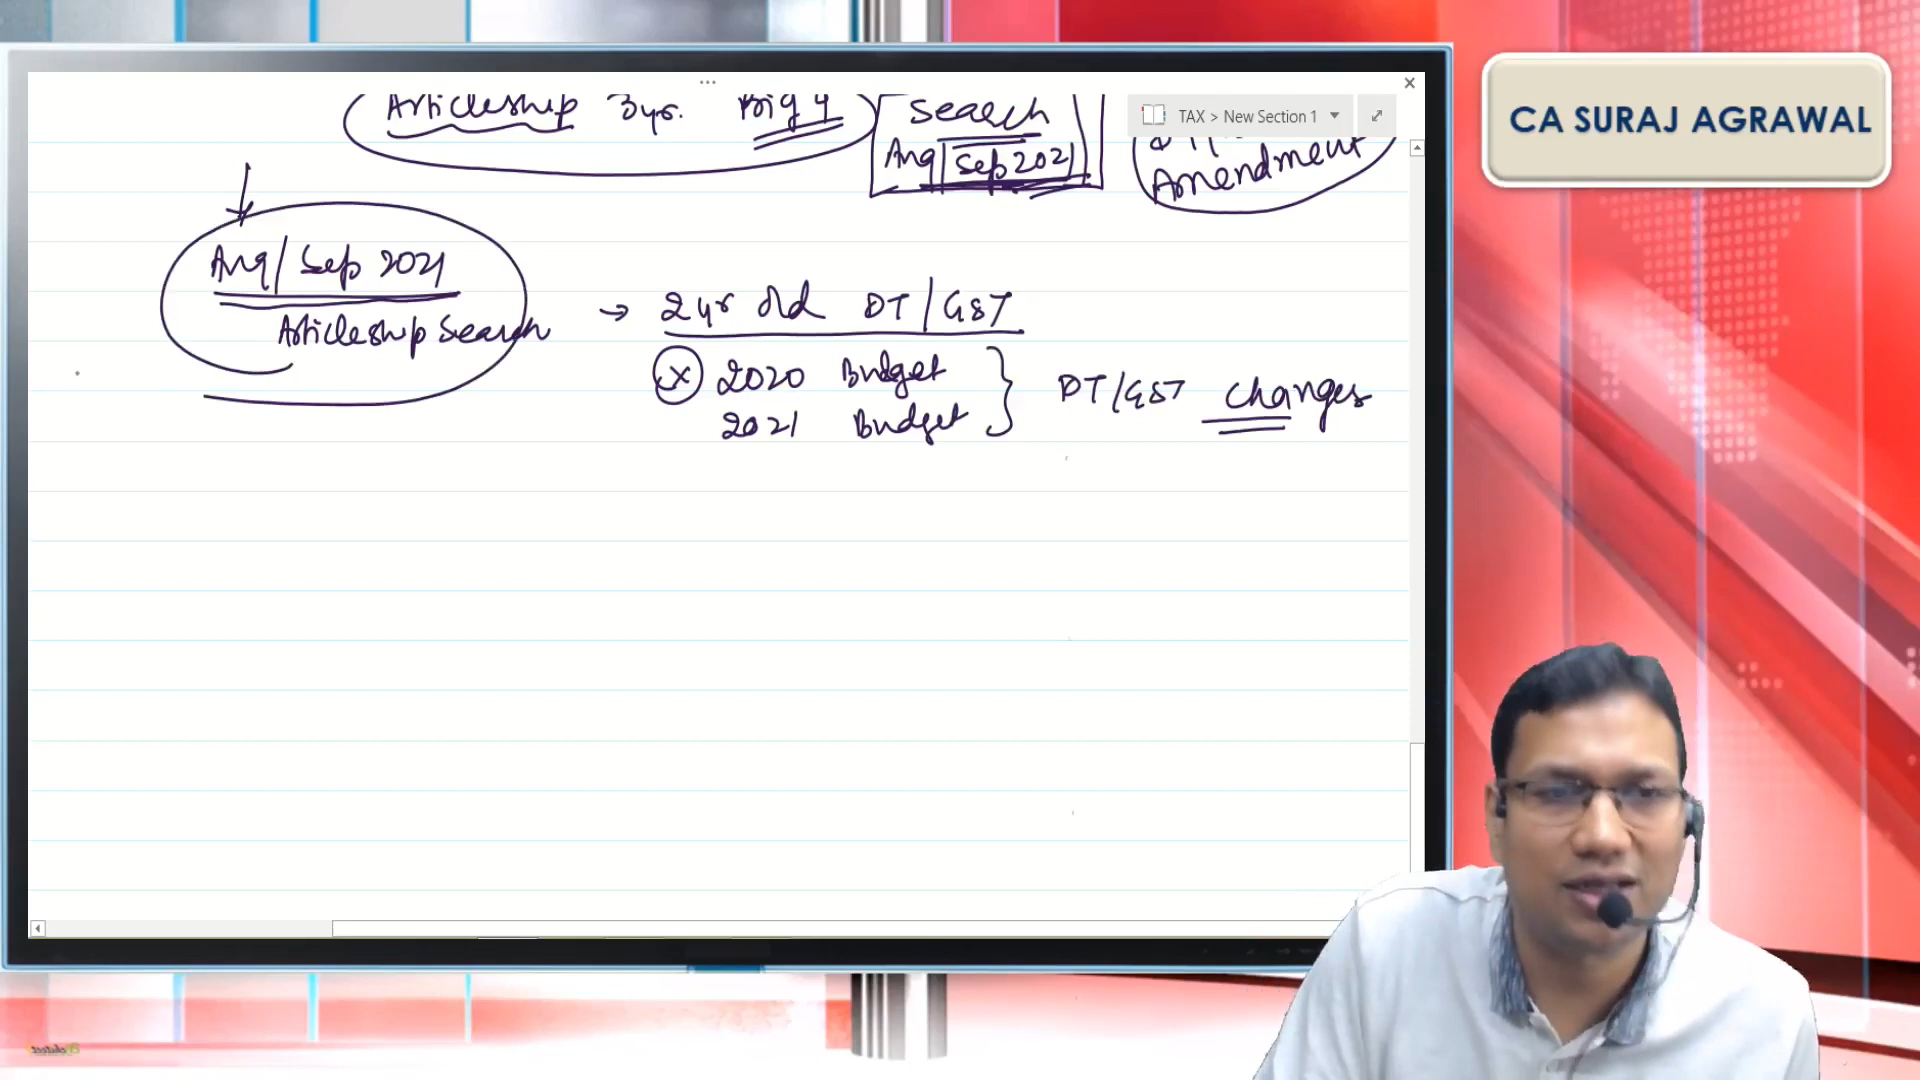 Articleship 3yr. Big 4
Search
Aug/Sep 2021
Amendment
TAX > New Section 1
CA SURAJ AGRAWAL
Aug/Sep 2021
Articleship Search
→ 2yr old DT/GST
x 2020 Budget
2021 Budget
DT/GST changes